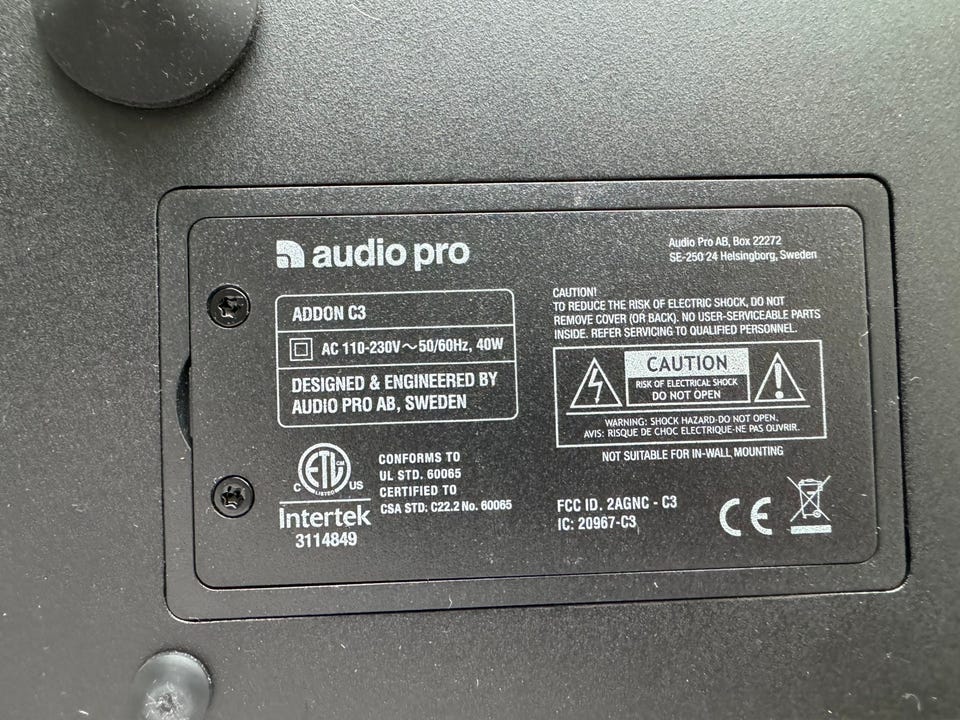 audio pro
Audio Pro AB, Box 22272
SE-250 24 Helsingborg, Sweden
ADDON C3
AC 110-230V~50/60Hz, 40W
DESIGNED & ENGINEERED BY
AUDIO PRO AB, SWEDEN
CAUTION!
TO REDUCE THE RISK OF ELECTRIC SHOCK, DO NOT
REMOVE COVER (OR BACK). NO USER-SERVICEABLE PARTS
INSIDE. REFER SERVICING TO QUALIFIED PERSONNEL.
CAUTION
RISK OF ELECTRICAL SHOCK
DO NOT OPEN
WARNING: SHOCK HAZARD-DO NOT OPEN.
AVIS: RISQUE DE CHOC ELECTRIQUE-NE PAS OUVRIR.
NOT SUITABLE FOR IN-WALL MOUNTING
ETL CM
LISTED
C US
Intertek
3114849
CONFORMS TO
UL STD. 60065
CERTIFIED TO
CSA STD: C22.2 No. 60065
FCC ID. 2AGNC - C3
IC: 20967-C3
CE